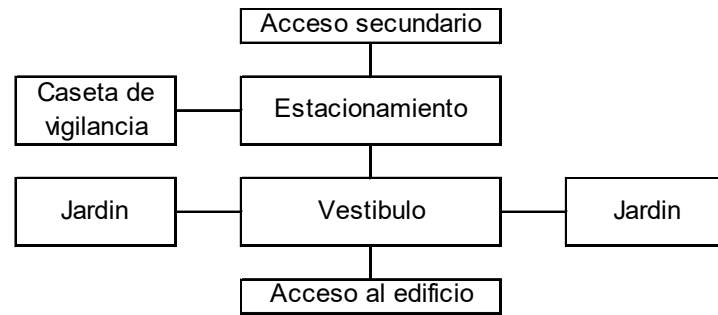 Acceso secundario
Caseta de
vigilancia
Estacionamiento
Jardin
Vestibulo
Jardin
Acceso al edificio